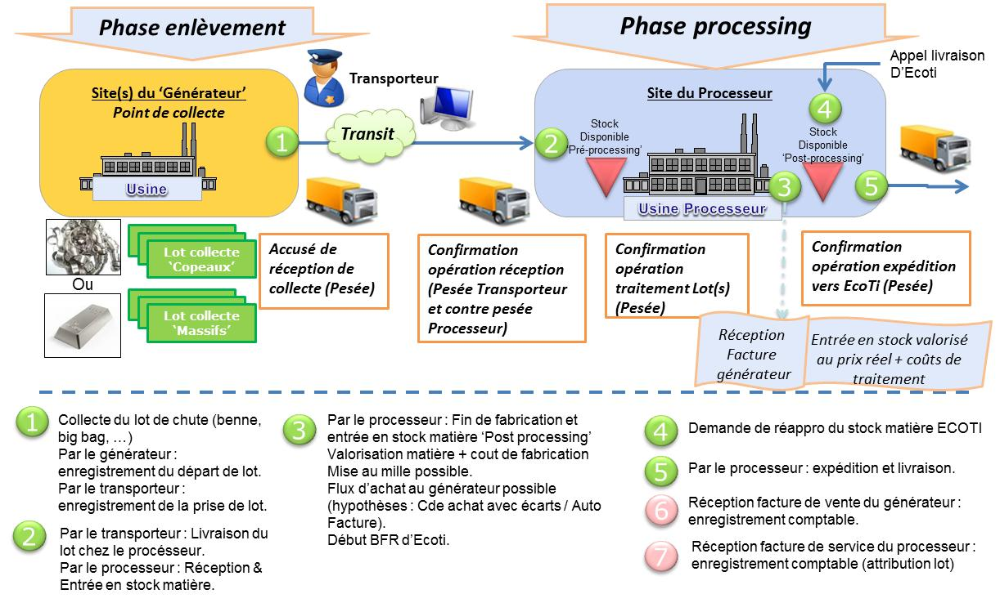 Phase enlèvement
Phase processing
Appel livraison
D’Ecoti
Transporteur
Site(s) du ‘Générateur’
Point de collecte
Site du Processeur
1
Transit
2
Stock
Disponible
‘Pré-processing’
4
Stock
Disponible
‘Post-processing’
3
5
Usine
Usine Processeur
Lot collecte
‘Copeaux’
Ou
Lot collecte
‘Massifs’
Accusé de
réception de
collecte (Pesée)
Confirmation
opération réception
(Pesée Transporteur
et contre pesée
Processeur)
Confirmation
opération
traitement Lot(s)
(Pesée)
Confirmation
opération expédition
vers EcoTi (Pesée)
Réception
Facture
générateur
Entrée en stock valorisé
au prix réel + coûts de
traitement
1
Collecte du lot de chute (benne,
big bag, …)
Par le générateur :
enregistrement du départ de lot.
Par le transporteur :
enregistrement de la prise de lot.
2
Par le transporteur : Livraison du
lot chez le procésseur.
Par le processeur : Réception &
Entrée en stock matière.
3
Par le processeur : Fin de fabrication et
entrée en stock matière ‘Post processing’
Valorisation matière + cout de fabrication
Mise au mille possible.
Flux d’achat au générateur possible
(hypothèses : Cde achat avec écarts / Auto
Facture).
Début BFR d’Ecoti.
4
Demande de réappro du stock matière ECOTI
5
Par le processeur : expédition et livraison.
6
Réception facture de vente du générateur :
enregistrement comptable.
7
Réception facture de service du processeur :
enregistrement comptable (attribution lot)